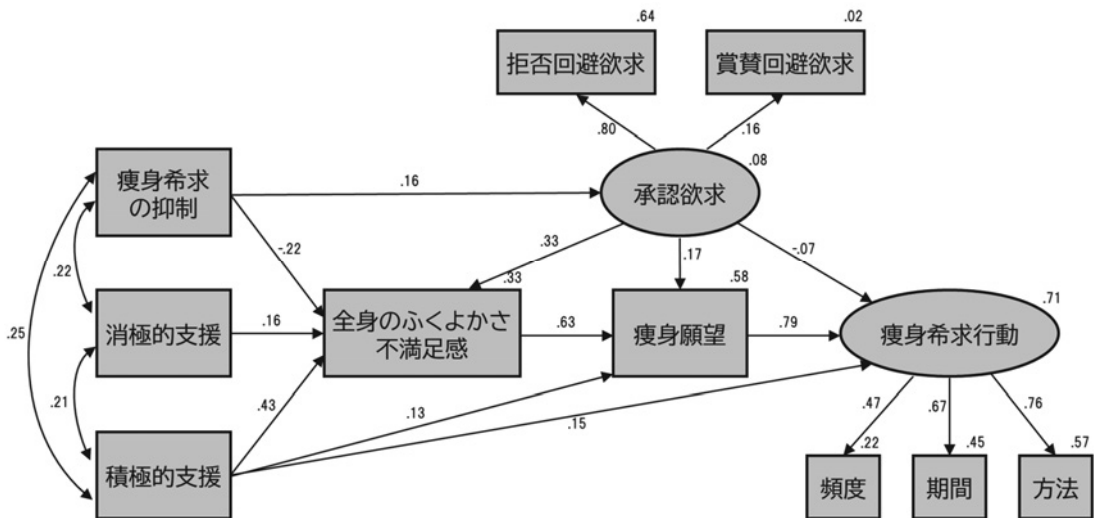 .64
.02
拒否回避欲求
賞賛回避欲求
.80
.16
.08
痩身希求
の抑制
.16
承認欲求
-.22
.33
.17
-.07
.22
.33
.58
.71
.25
消極的支援
.16
全身のふくよかさ
不満足感
.63
痩身願望
.79
痩身希求行動
.21
.43
.13
.15
.47
.67
.76
.22
.45
.57
積極的支援
頻度
期間
方法